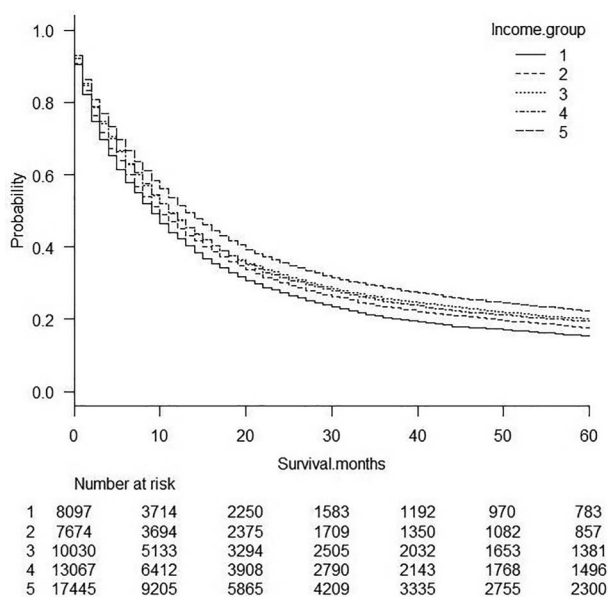 Income.group
1
2
3
4
5
1.0
0.8
0.6
0.4
0.2
0.0
Probability
0 10 20 30 40 50 60
Survival.months
Number at risk
1 8097 3714 2250 1583 1192 970 783
2 7674 3694 2375 1709 1350 1082 857
3 10030 5133 3294 2505 2032 1653 1381
4 13067 6412 3908 2790 2143 1768 1496
5 17445 9205 5865 4209 3335 2755 2300